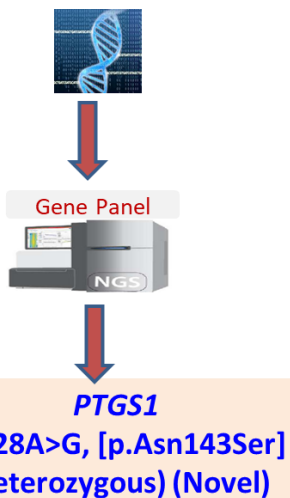 Gene Panel
NGS
PTGS1
28A>G, [p.Asn143Ser]
eterozygous) (Novel)